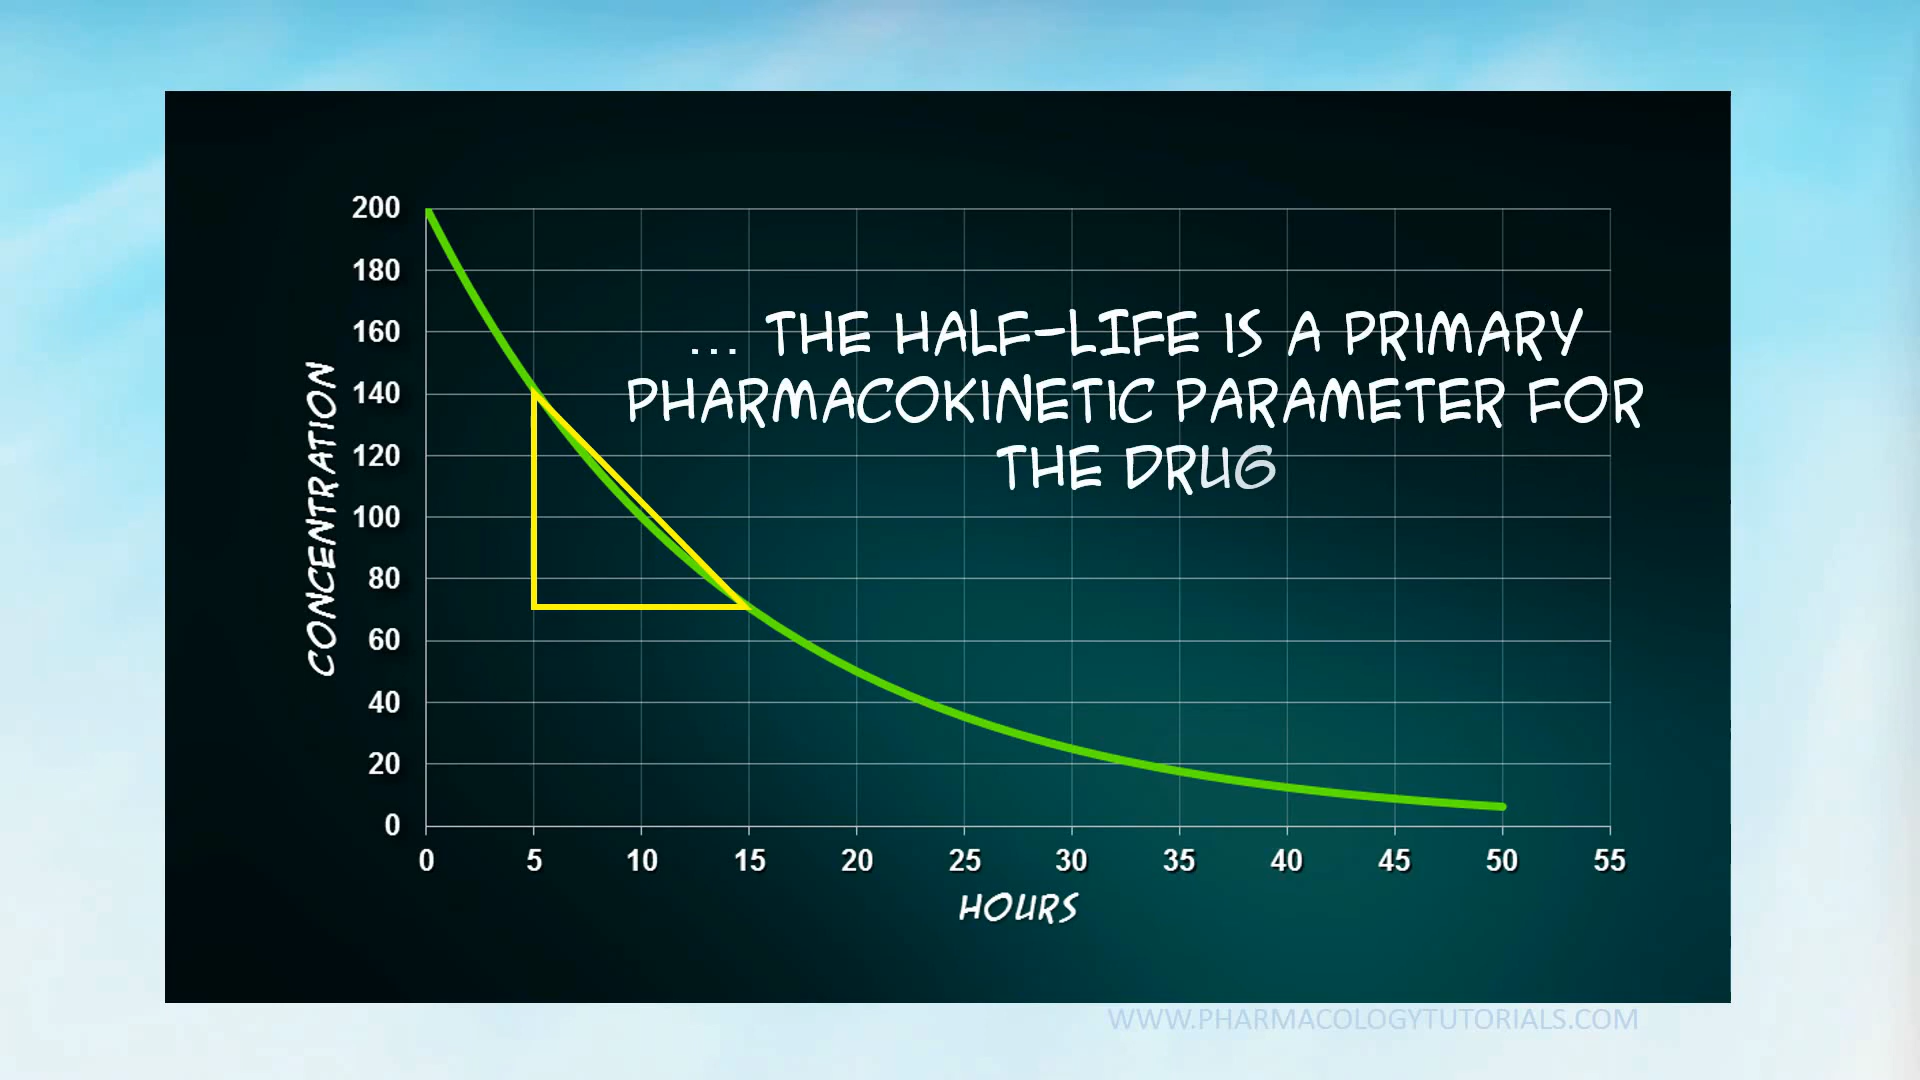 200
180
160
... THE HALF-LIFE IS A PRIMARY
140
PHARMACOKINETIC PARAMETER FOR
120
THE DRUG
100
80
60
40
20
0
CONCENTRATION
0 5 10 15 20 25 30 35 40 45 50 55
HOURS
WWW.PHARMACOLOGYTUTORIALS.COM